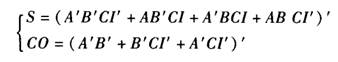 S = ( A'B'CI' + AB'CI + A'BCI + AB CI' ) '
CO = ( A'B' + B'CI' + A'CI' ) '